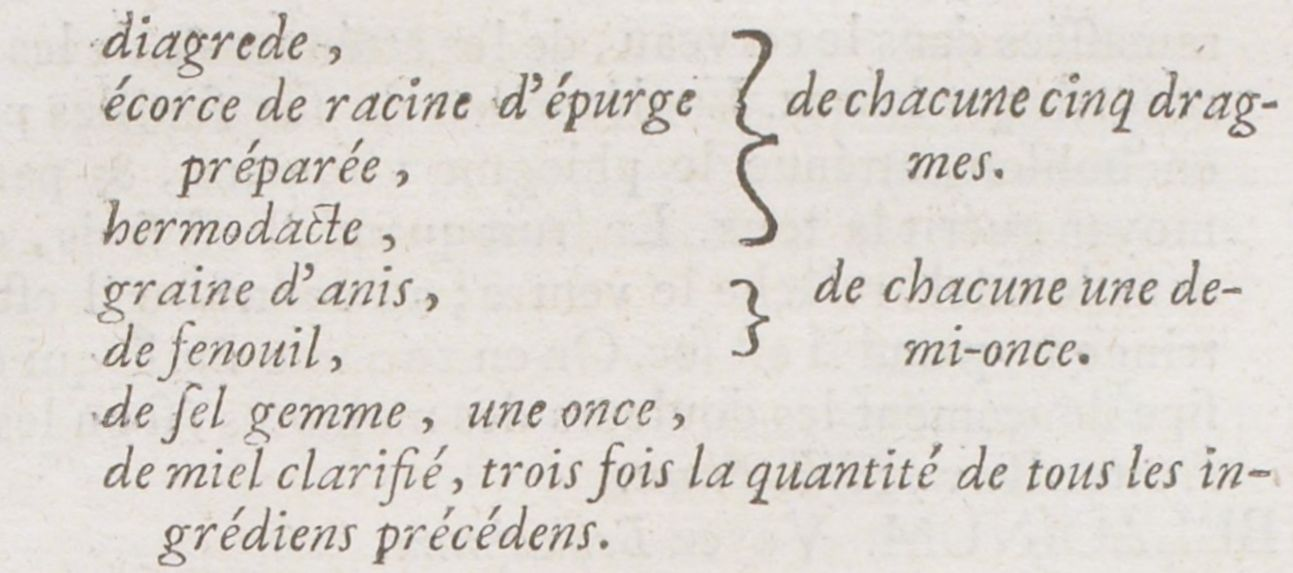 diagrede,
écorce de racine d'épurge } de chacune cinq drag-
préparée, mes.
hermodacte,
graine d'anis, } de chacune une de-
de fenouil, mi-once.
de ſel gemme, une once,
de miel clarifié, trois fois la quantité de tous les in-
grédiens précédens.